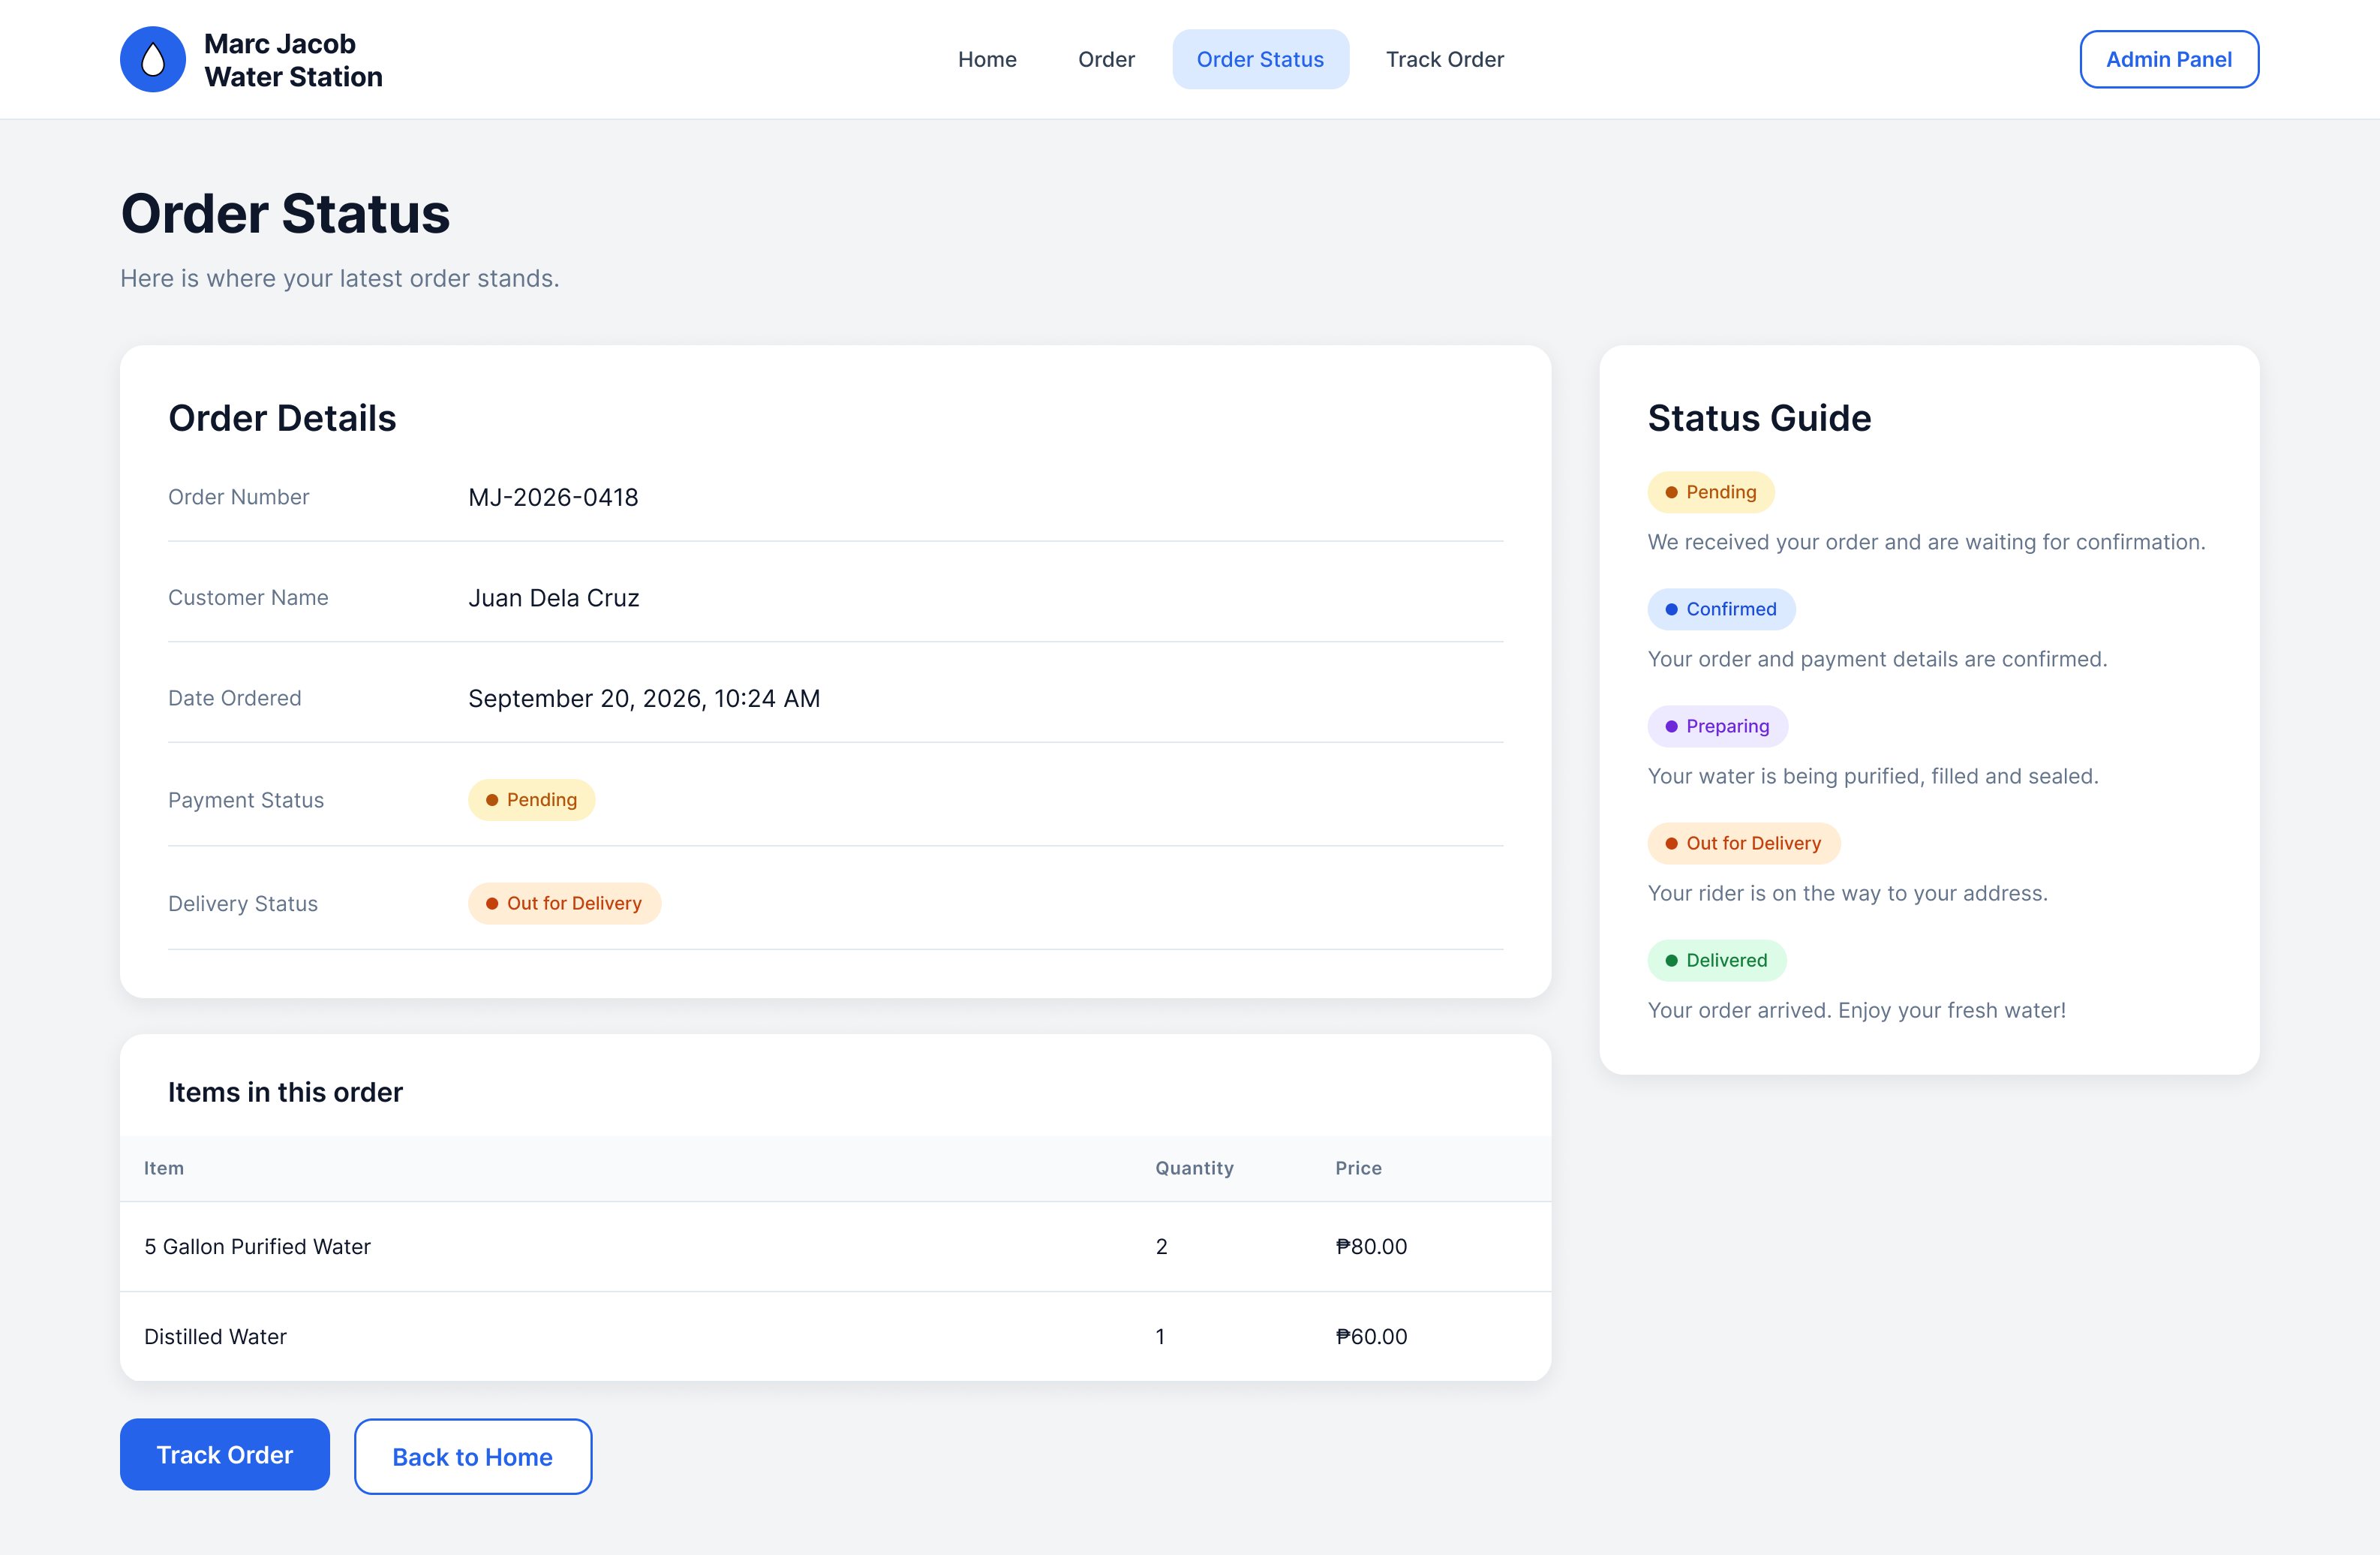 Marc Jacob
Water Station
Home
Order
Order Status
Track Order
Admin Panel
Order Status
Here is where your latest order stands.
Order Details
Order Number
MJ-2026-0418
Customer Name
Juan Dela Cruz
Date Ordered
September 20, 2026, 10:24 AM
Payment Status
Pending
Delivery Status
Out for Delivery
Items in this order
Item
Quantity
Price
5 Gallon Purified Water
2
₱80.00
Distilled Water
1
₱60.00
Track Order
Back to Home
Status Guide
Pending
We received your order and are waiting for confirmation.
Confirmed
Your order and payment details are confirmed.
Preparing
Your water is being purified, filled and sealed.
Out for Delivery
Your rider is on the way to your address.
Delivered
Your order arrived. Enjoy your fresh water!